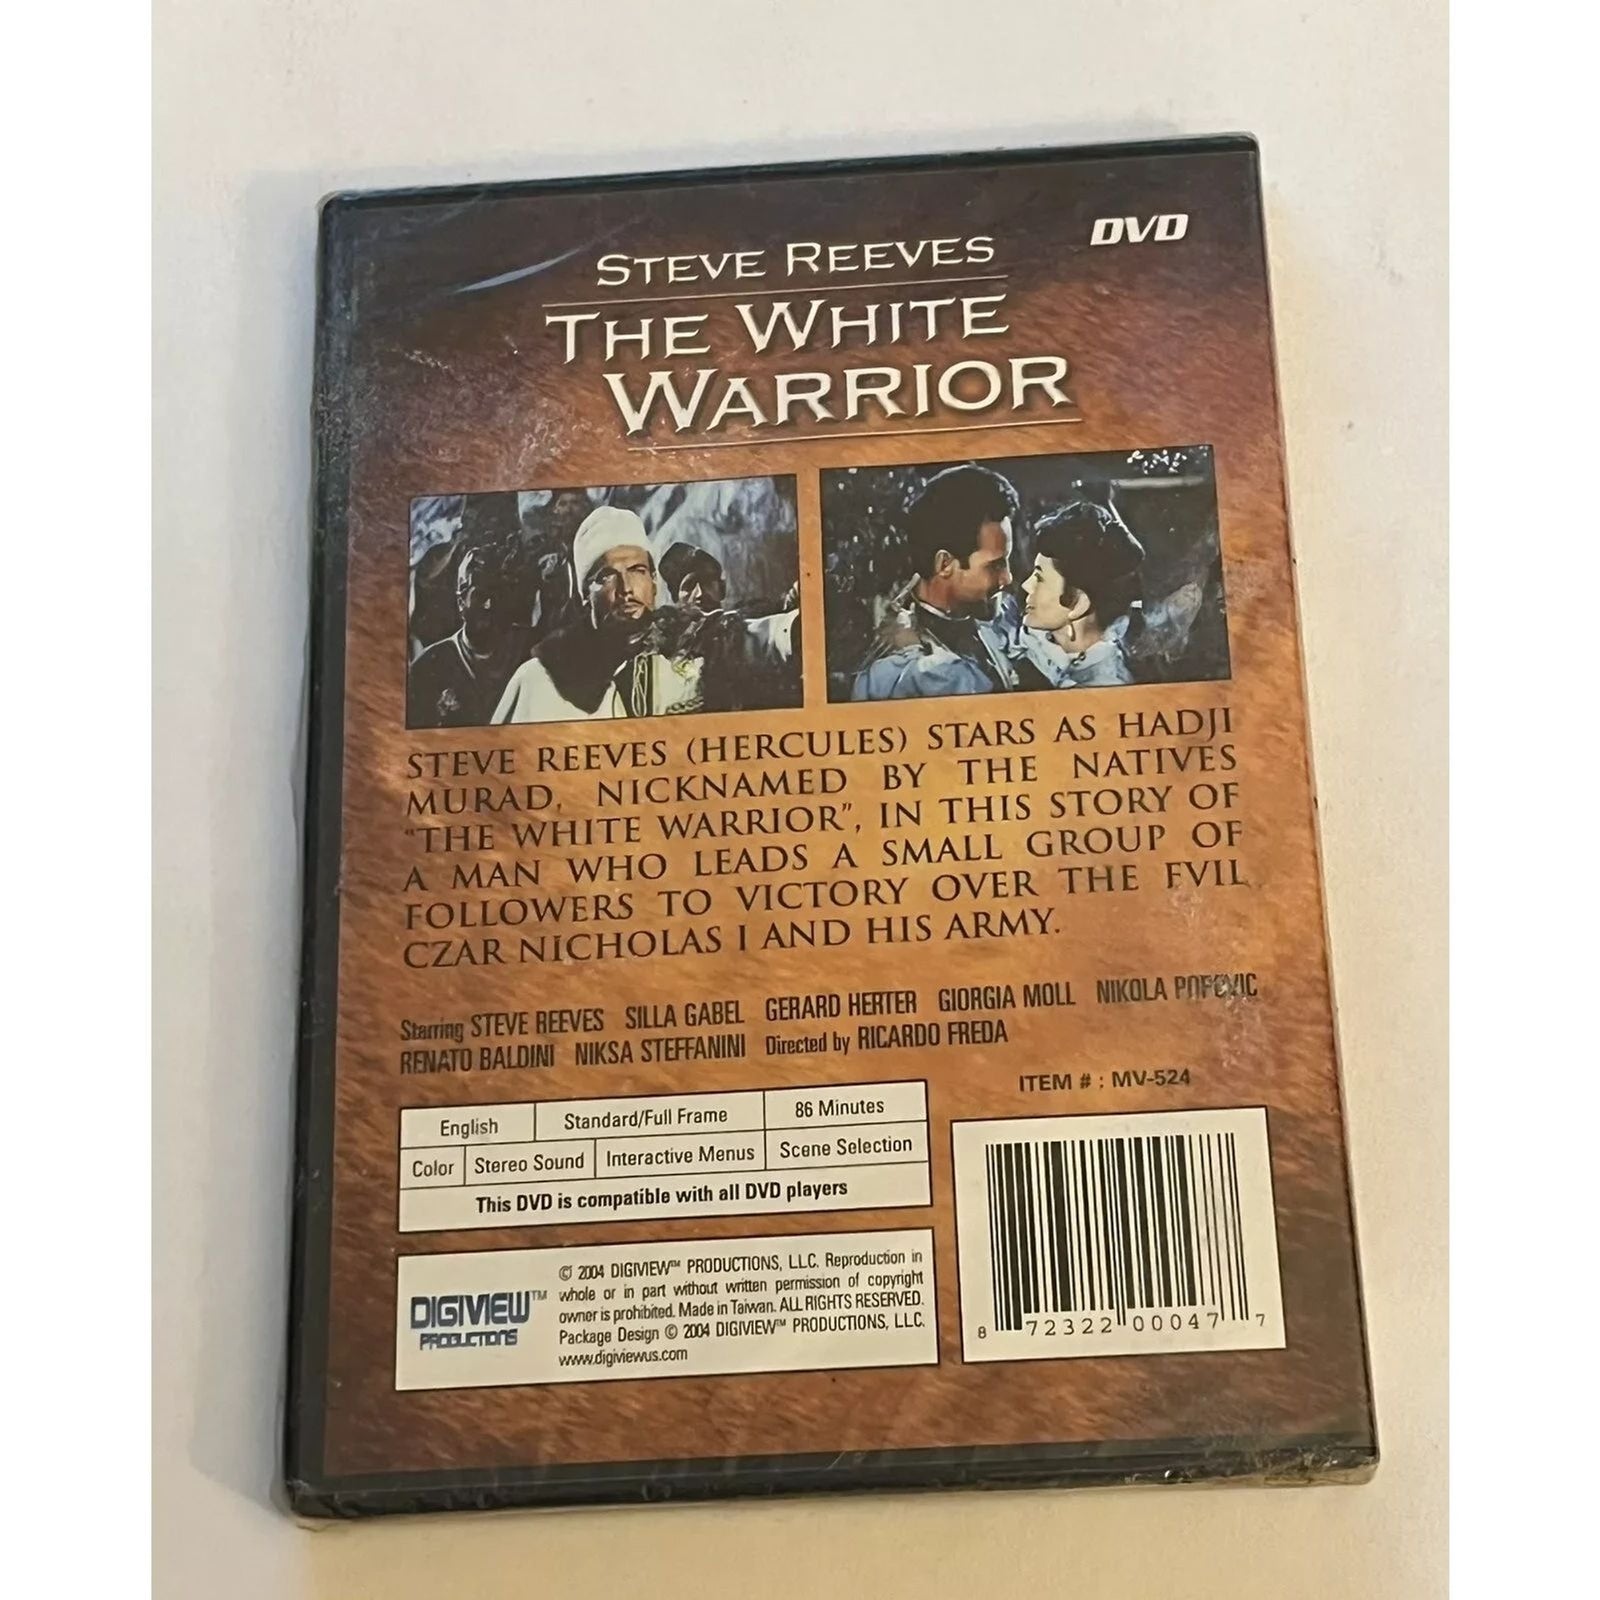 DVD
STEVE REEVES
THE WHITE
WARRIOR
STEVE REEVES (HERCULES) STARS AS HADJI
MURAD, NICKNAMED BY THE NATIVES
"THE WHITE WARRIOR", IN THIS STORY OF
A MAN WHO LEADS A SMALL GROUP OF
FOLLOWERS TO VICTORY OVER THE EVIL
CZAR NICHOLAS I AND HIS ARMY.
Starring STEVE REEVES SILLA GABEL GERARD HERTER GIORGIA MOLL NIKOLA POPOVIC
RENATO BALDINI NIKSA STEFFANINI Directed by RICARDO FREDA
ITEM # : MV-524
English Standard/Full Frame 86 Minutes
Color Stereo Sound Interactive Menus Scene Selection
This DVD is compatible with all DVD players
DIGIVIEW™
PRODUCTIONS
© 2004 DIGIVIEW™ PRODUCTIONS, LLC. Reproduction in
whole or in part without written permission of copyright
owner is prohibited. Made in Taiwan. ALL RIGHTS RESERVED.
Package Design © 2004 DIGIVIEW™ PRODUCTIONS, LLC.
www.digiviewus.com
8 72322 00047 7